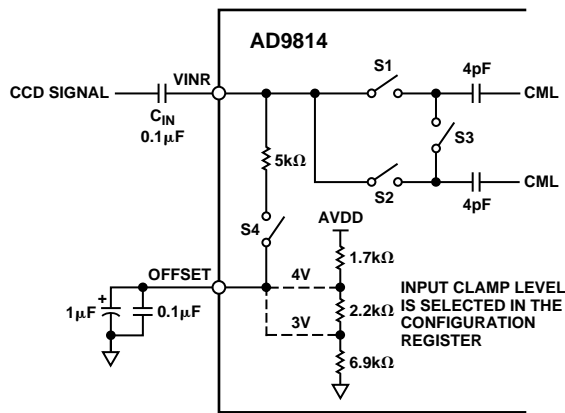 AD9814
S1
4pF
CCD SIGNAL
VINR
CML
CIN
0.1μF
S3
5kΩ
S2
CML
4pF
S4
AVDD
1.7kΩ
OFFSET
4V
INPUT CLAMP LEVEL
IS SELECTED IN THE
CONFIGURATION
REGISTER
+
1μF
0.1μF
2.2kΩ
3V
6.9kΩ